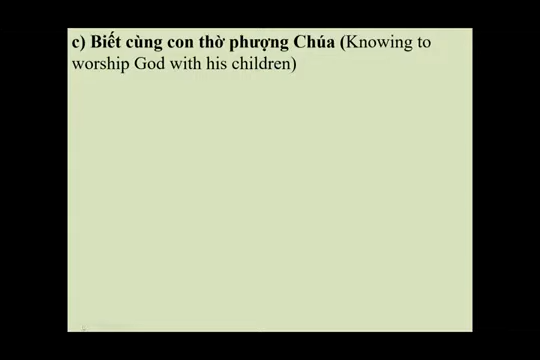 c) Biết cùng con thờ phượng Chúa (Knowing to
worship God with his children)